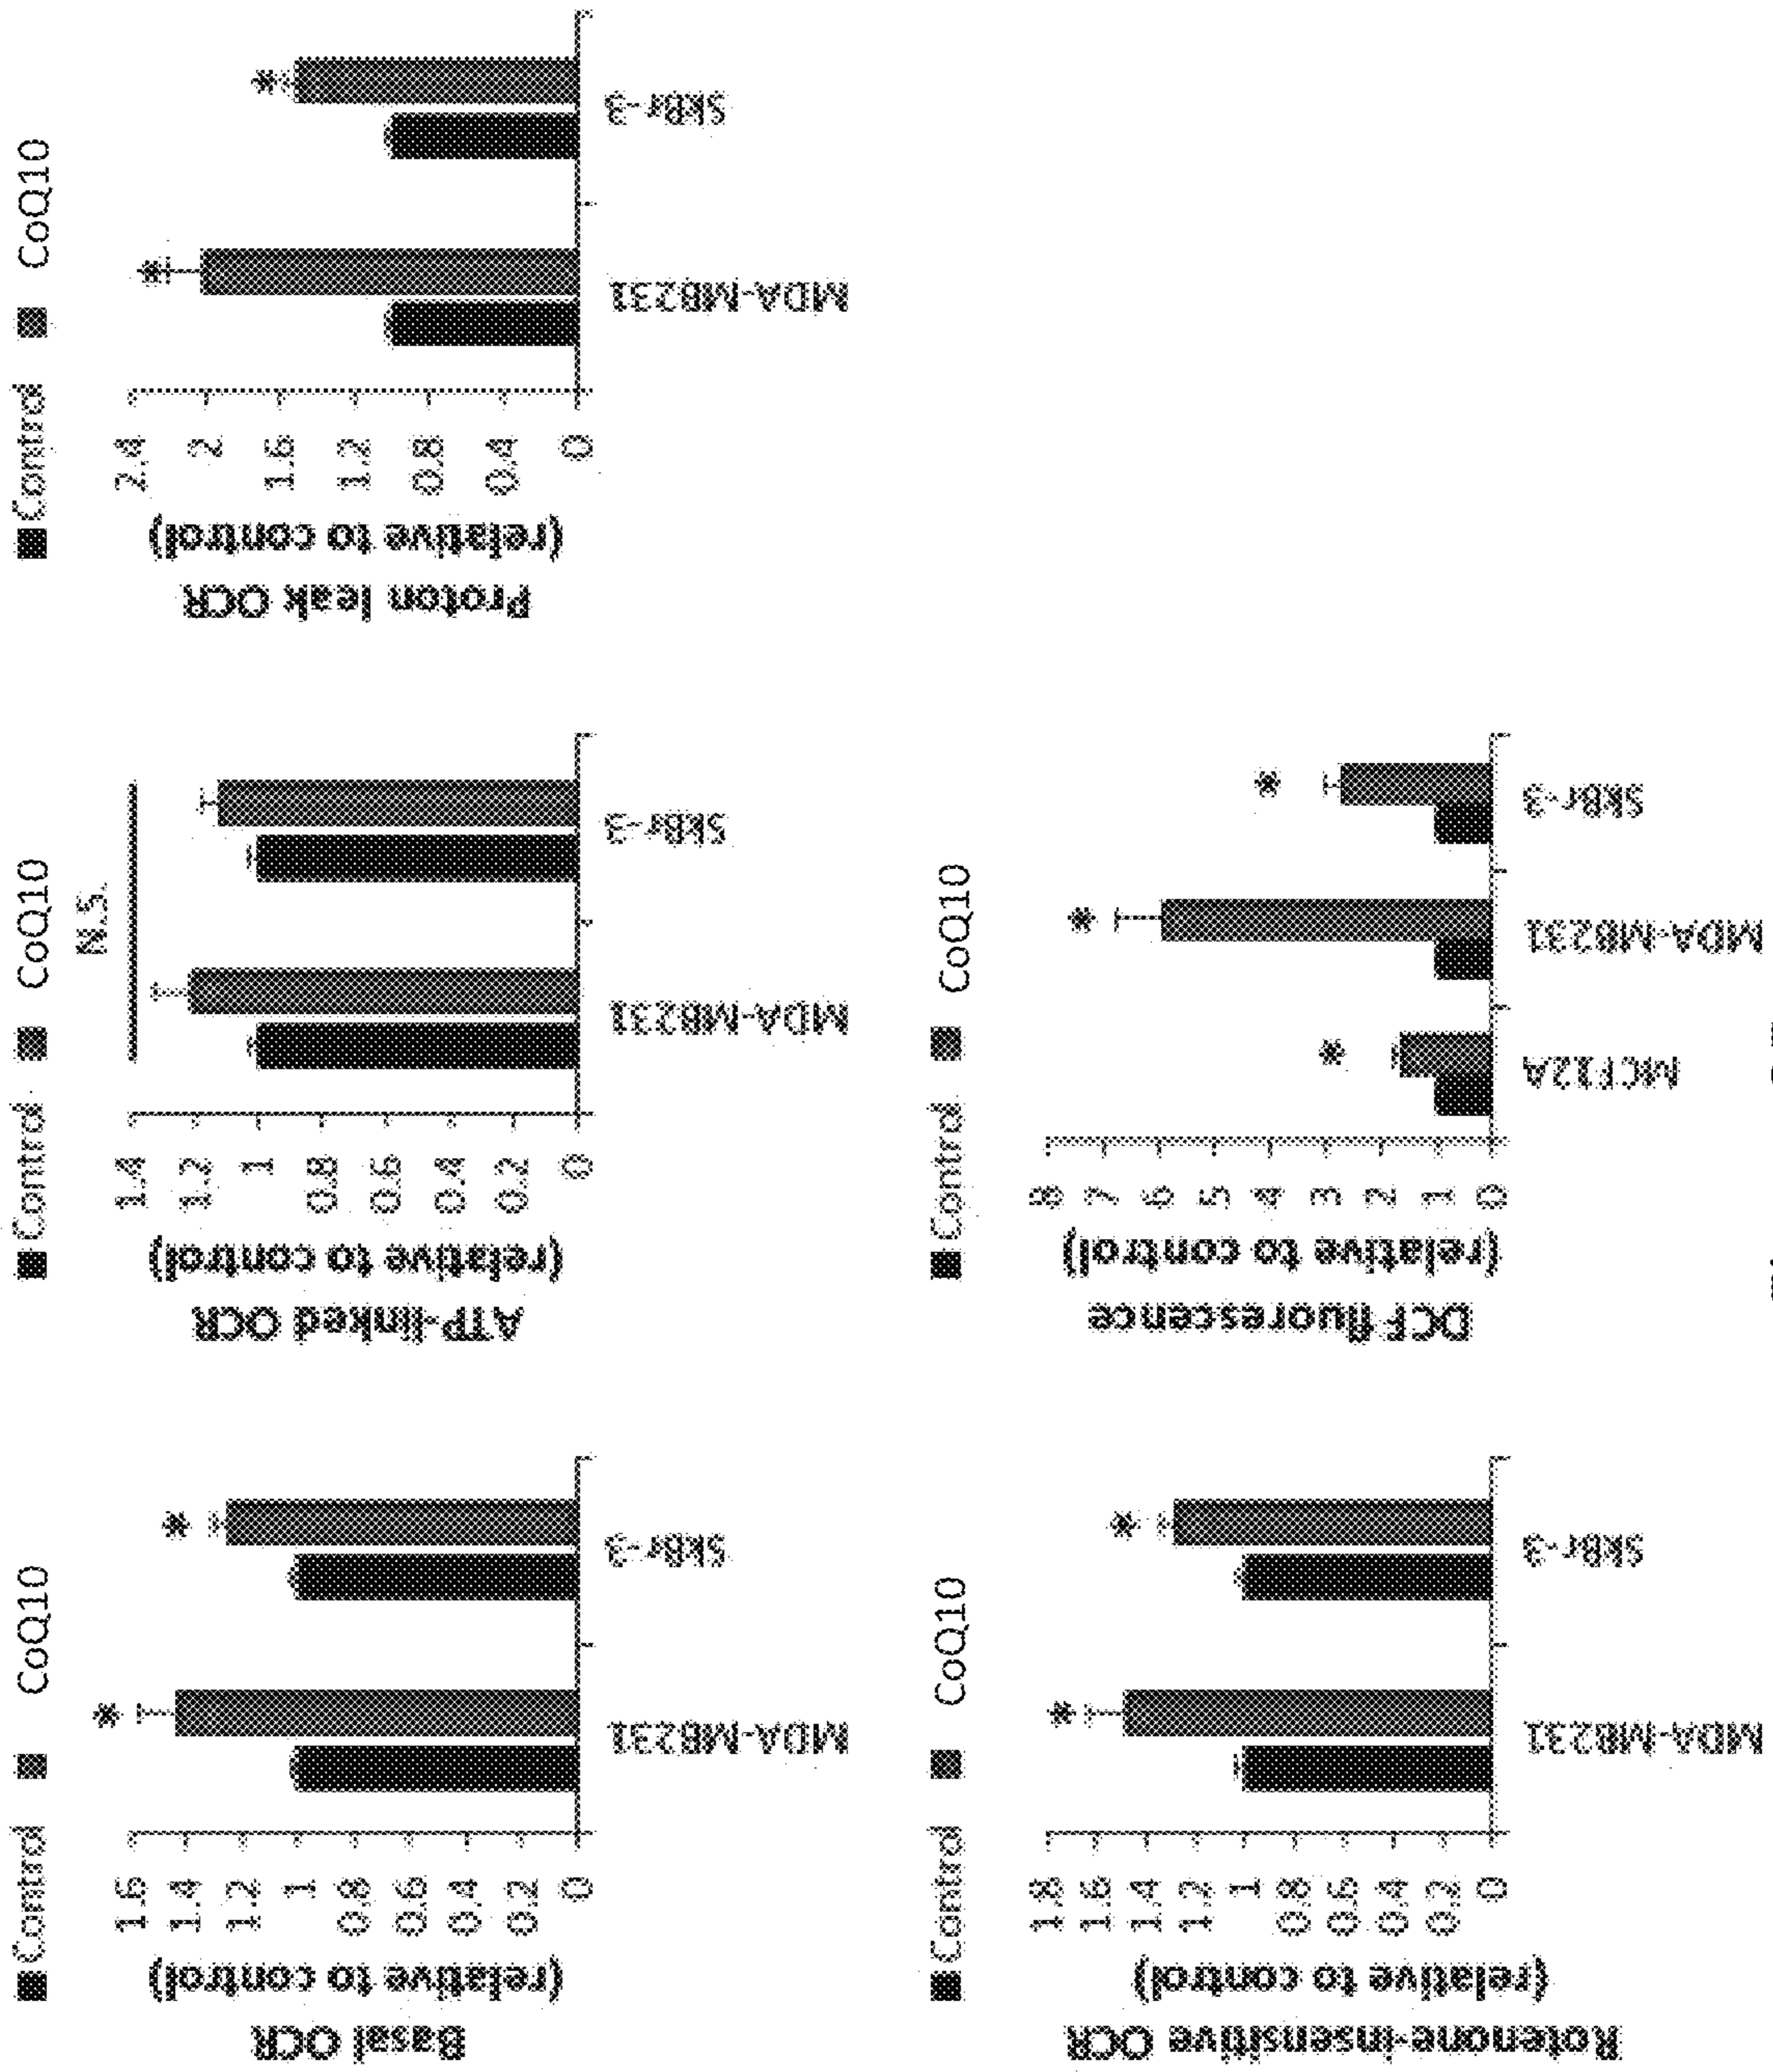 Control CoQ10
Basal OCR
(relative to control)
1.6
1.4
1.2
1
0.8
0.6
0.4
0.2
0
*
*
MDA-MB231
SkBr-3
Control CoQ10
N.S.
ATP-linked OCR
(relative to control)
1.4
1.2
1
0.8
0.6
0.4
0.2
0
MDA-MB231
SkBr-3
Control CoQ10
Proton leak OCR
(relative to control)
2.4
2
1.6
1.2
0.8
0.4
0
*
*
MDA-MB231
SkBr-3
Control CoQ10
Rotenone-insensitive OCR
(relative to control)
1.8
1.6
1.4
1.2
1
0.8
0.6
0.4
0.2
0
*
*
MDA-MB231
SkBr-3
Control CoQ10
DCF fluorescence
(relative to control)
8
7
6
5
4
3
2
1
0
*
*
*
MCF12A
MDA-MB231
SkBr-3